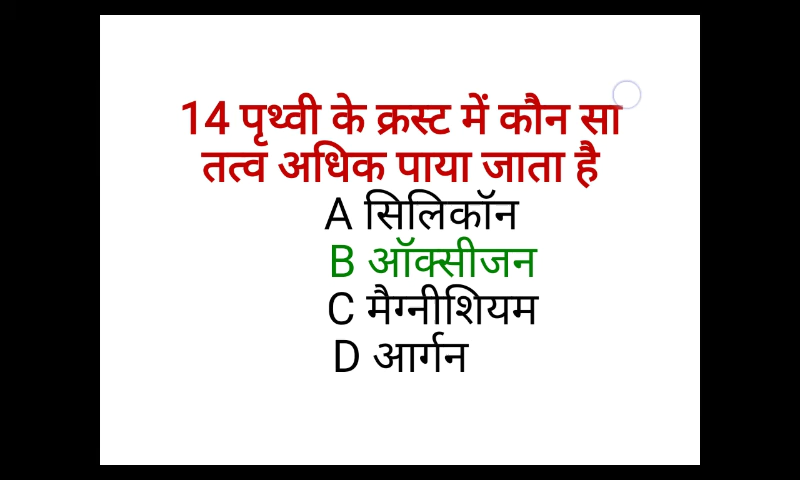 14 पृथ्वी के क्रस्ट में कौन सा
तत्व अधिक पाया जाता है
A सिलिकॉन
B ऑक्सीजन
C मैग्नीशियम
D आर्गन